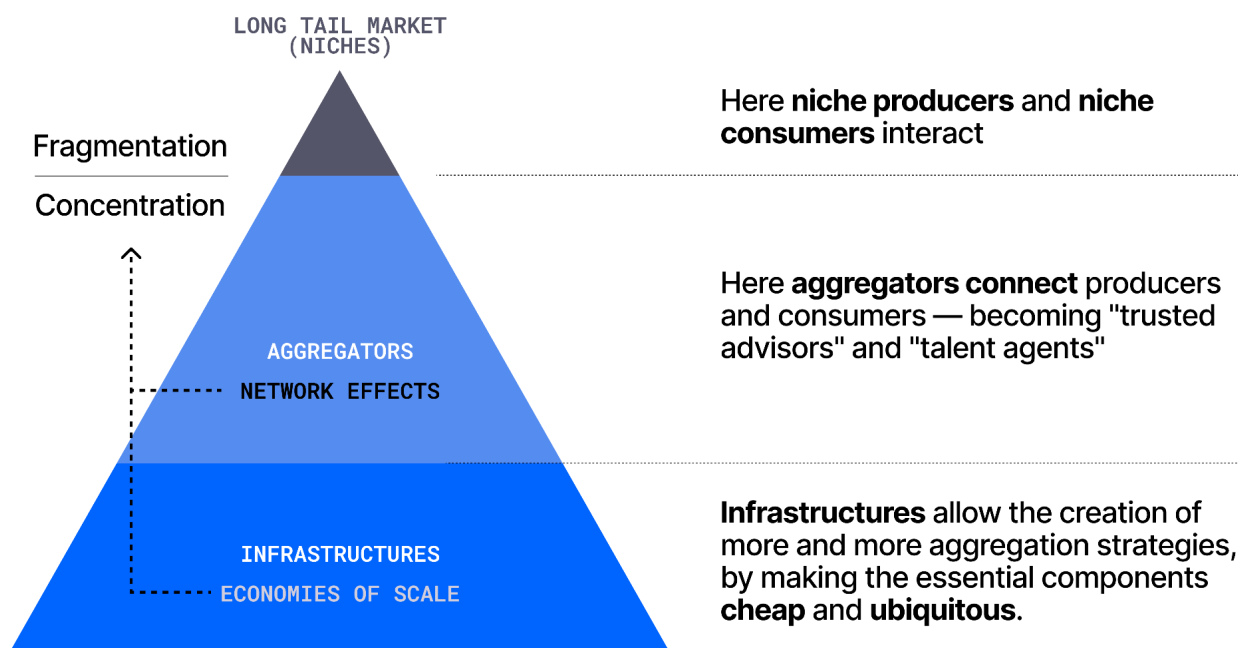 LONG TAIL MARKET
(NICHES)
Here niche producers and niche
consumers interact
Fragmentation
Concentration
Here aggregators connect producers
and consumers — becoming "trusted
advisors" and "talent agents"
AGGREGATORS
NETWORK EFFECTS
Infrastructures allow the creation of
more and more aggregation strategies,
by making the essential components
cheap and ubiquitous.
INFRASTRUCTURES
ECONOMIES OF SCALE